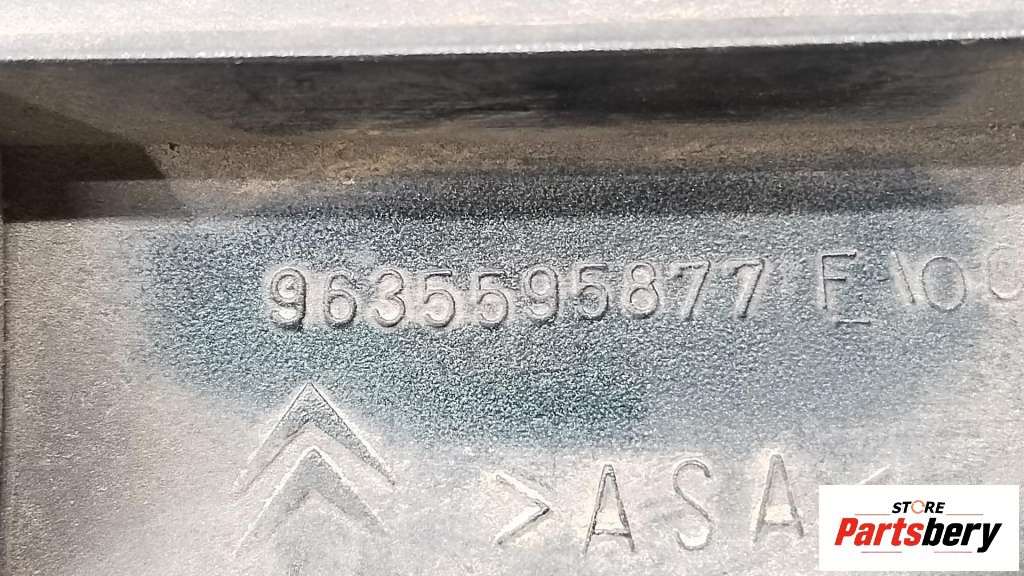 9635595877 E
>ASA<
STORE
Partsbery